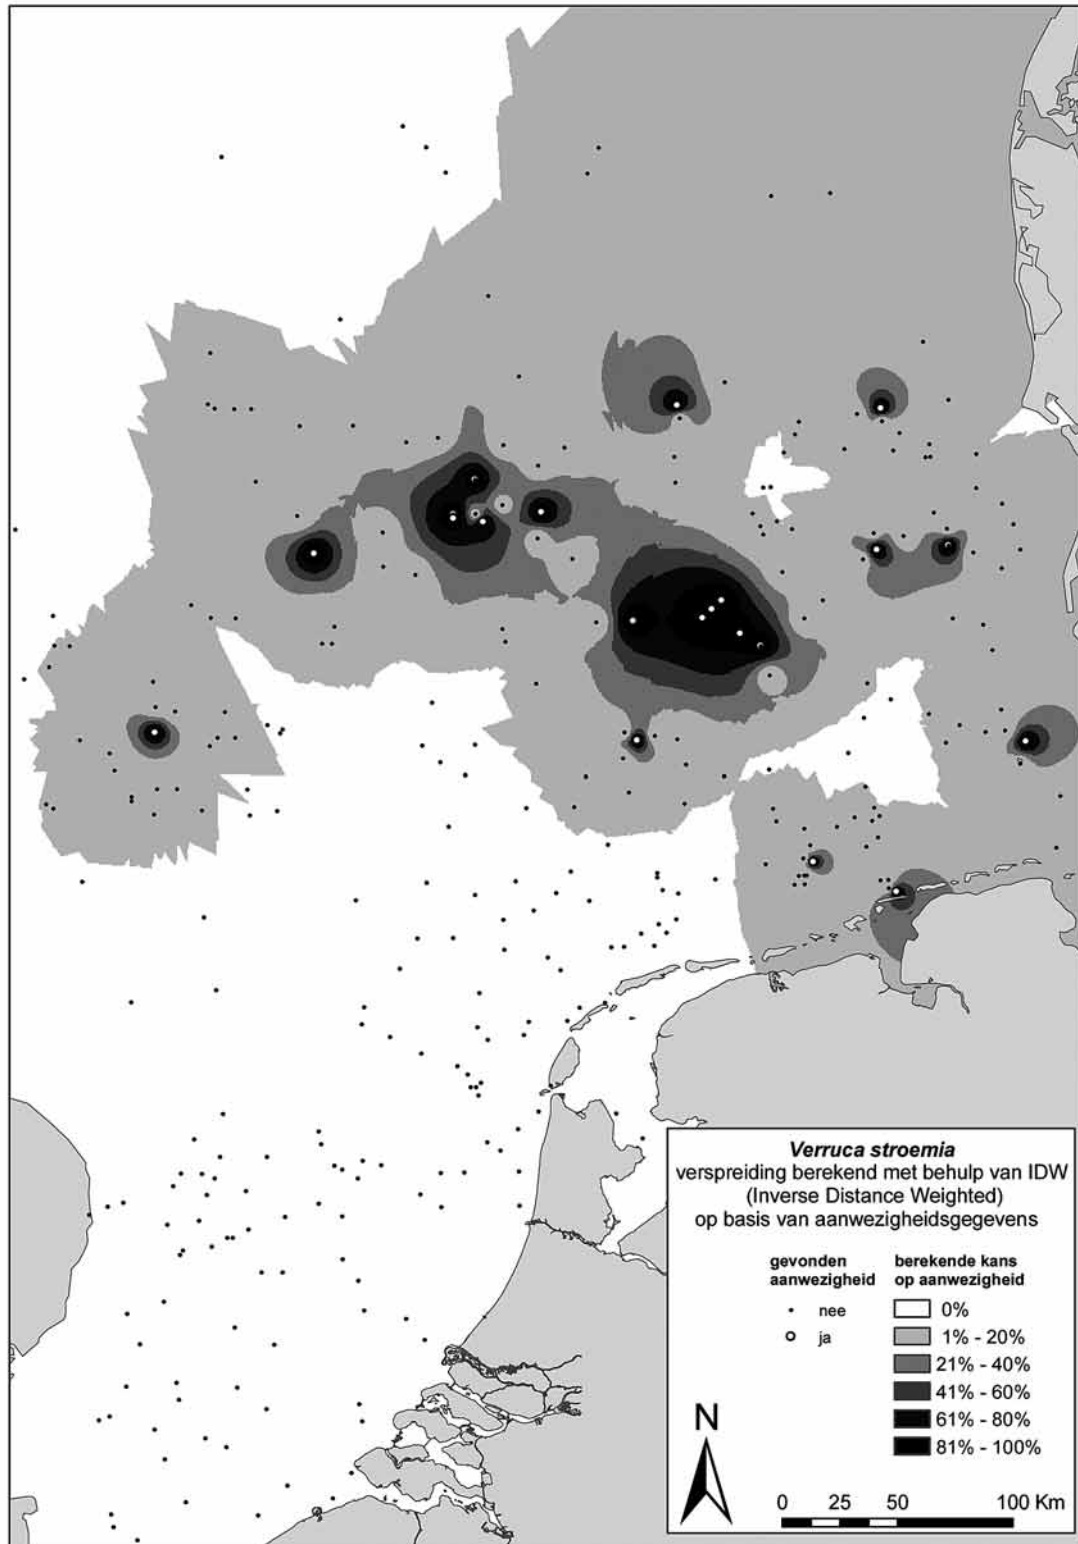 Verruca stroemia
verspreiding berekend met behulp van IDW
(Inverse Distance Weighted)
op basis van aanwezigheidsgegevens
gevonden
aanwezigheid
nee
ja
berekende kans
op aanwezigheid
0%
1% - 20%
21% - 40%
41% - 60%
61% - 80%
81% - 100%
N
0 25 50 100 Km